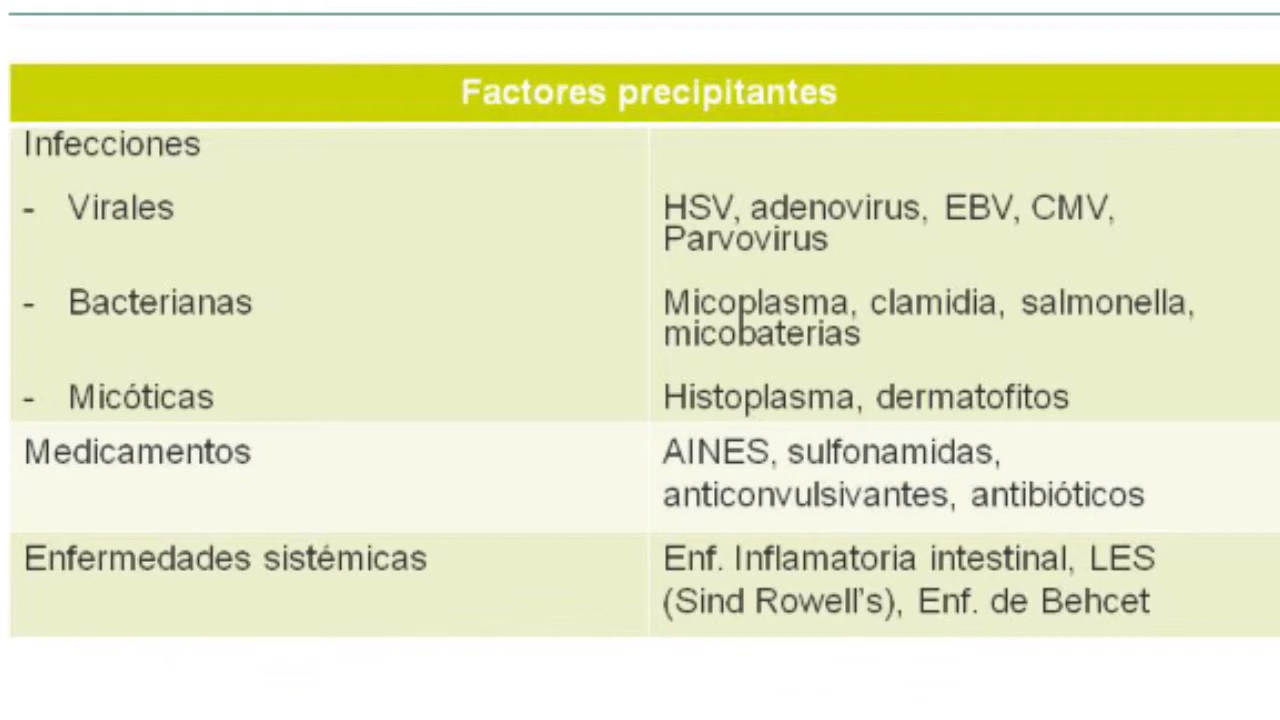 Factores precipitantes
Infecciones
- Virales
HSV, adenovirus, EBV, CMV,
Parvovirus
- Bacterianas
Micoplasma, clamidia, salmonella,
micobaterias
- Micóticas
Histoplasma, dermatofitos
Medicamentos
AINES, sulfonamidas,
anticonvulsivantes, antibióticos
Enfermedades sistémicas
Enf. Inflamatoria intestinal, LES
(Sind Rowell's), Enf. de Behcet